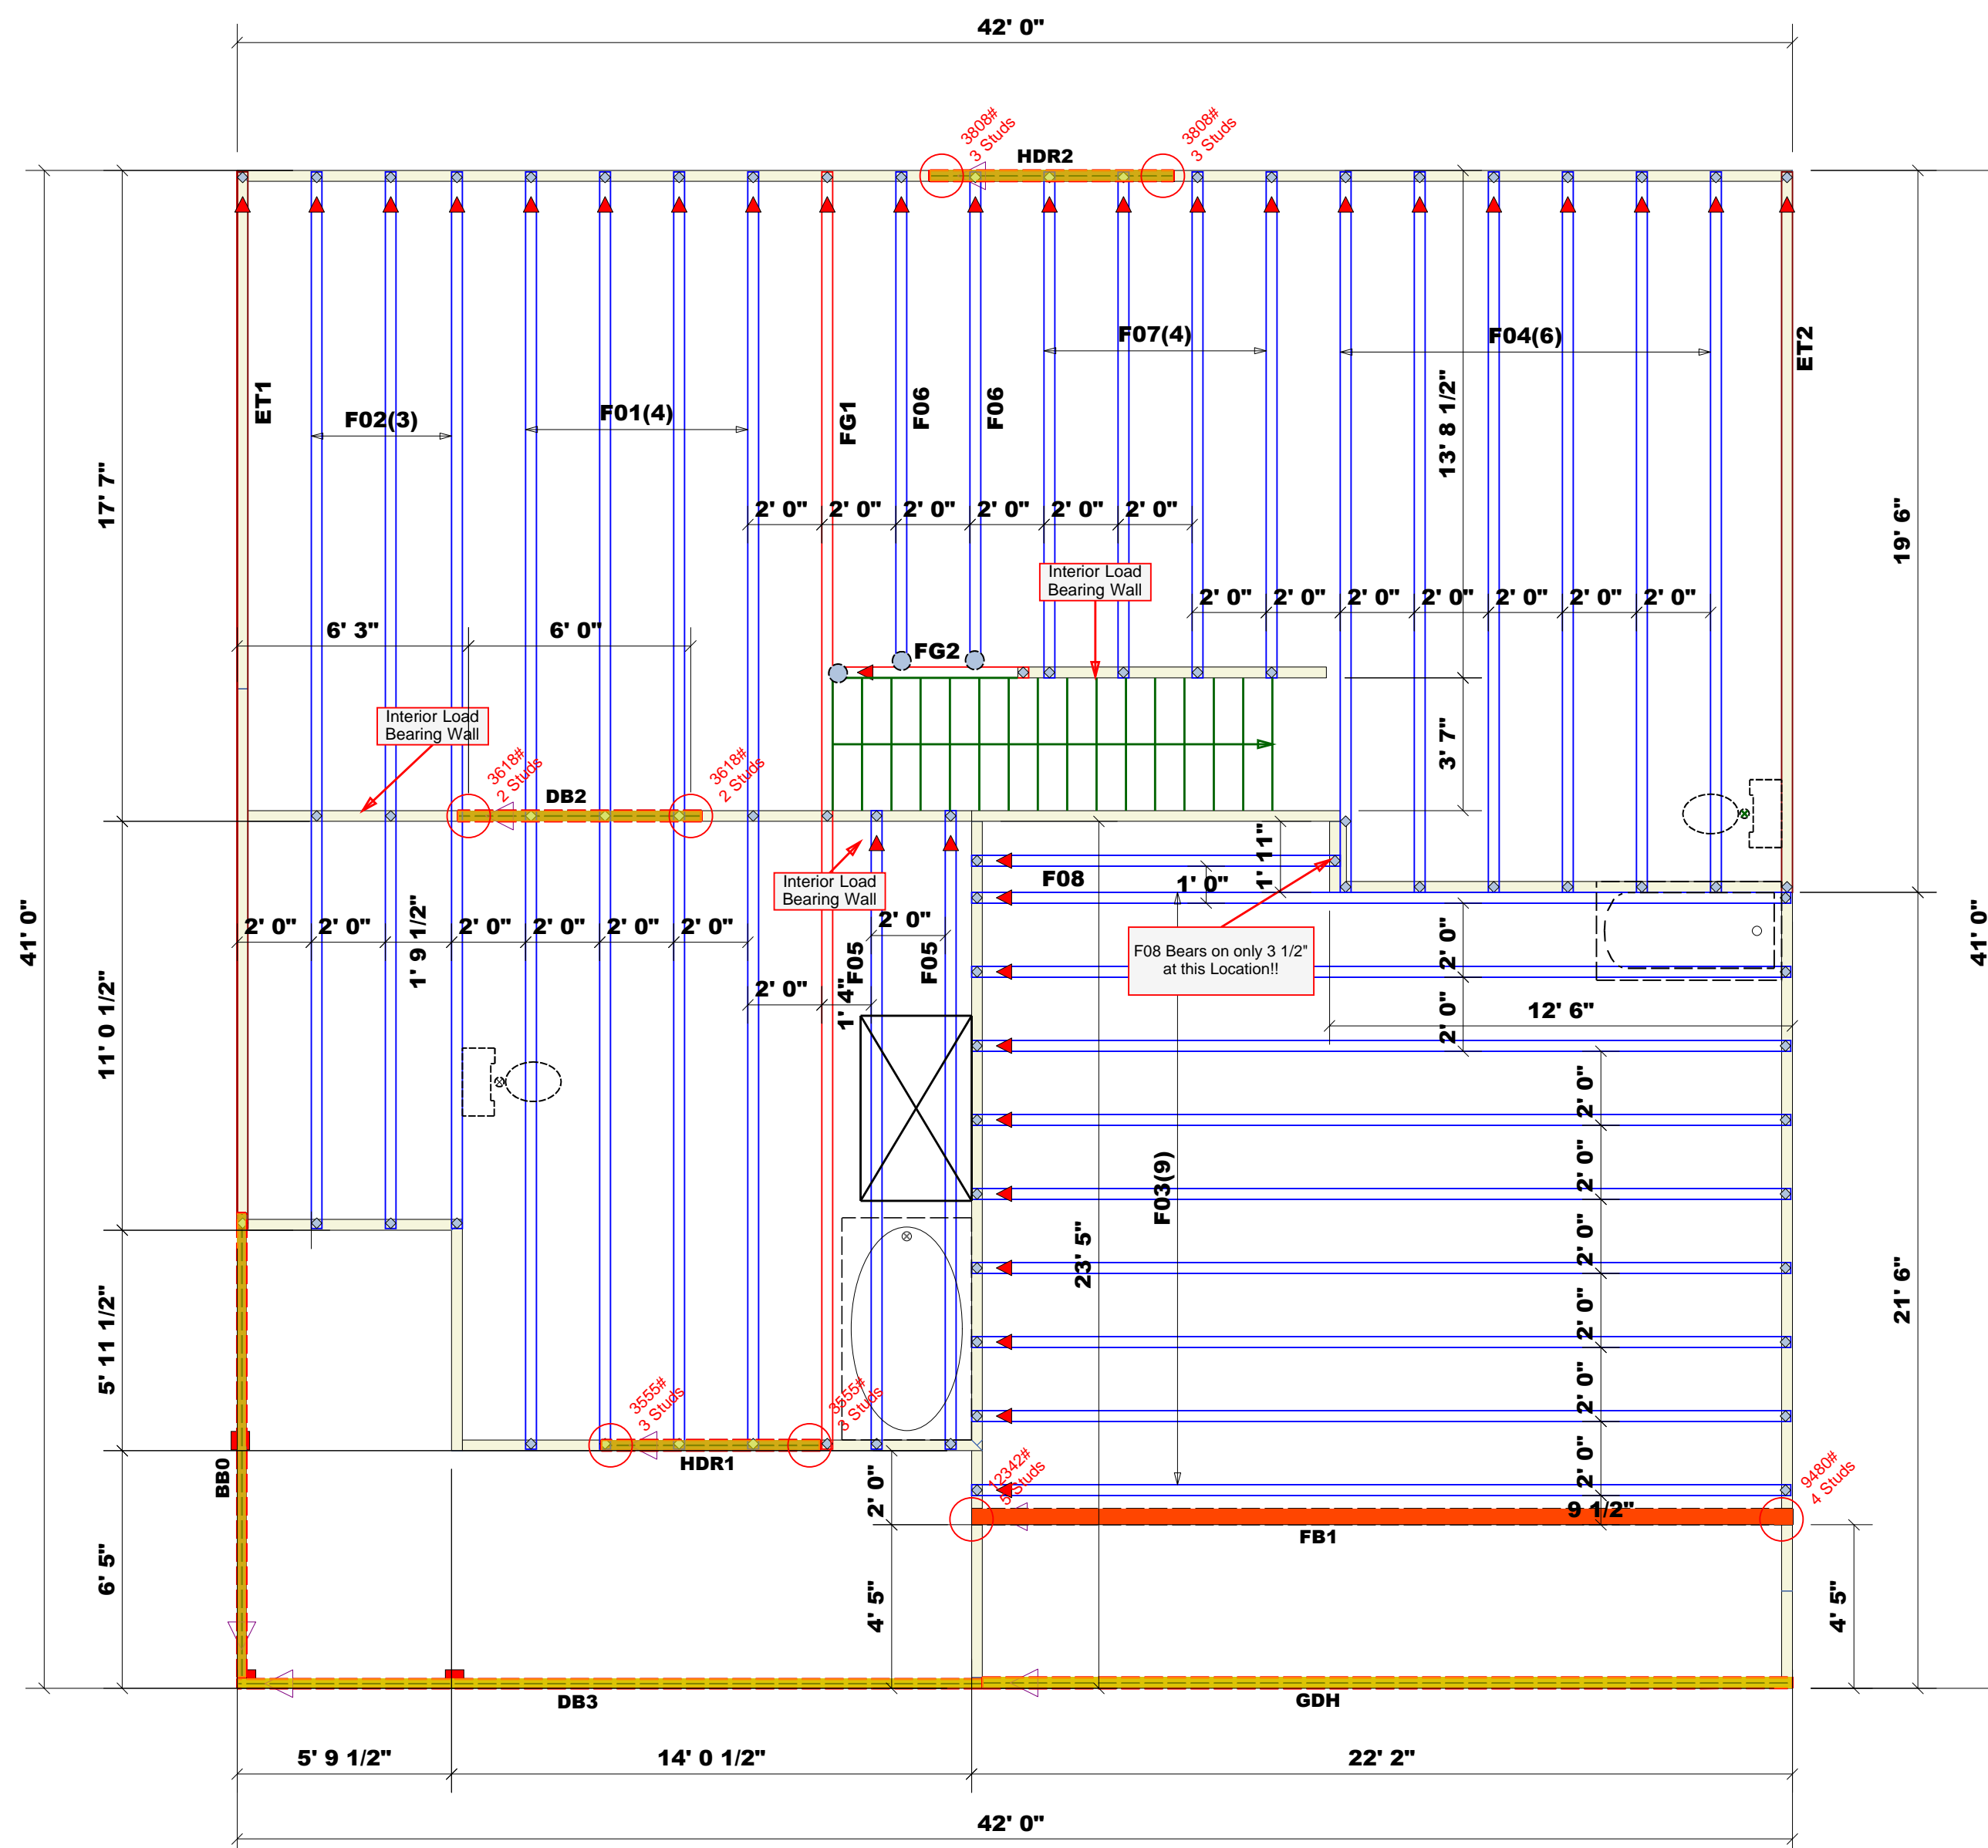 42' 0"
3808#
3 Studs
HDR2
3808#
3 Studs
17' 7"
41' 0"
ET1
F02(3)
F01(4)
FG1
F06
F06
F07(4)
F04(6)
ET2
13' 8 1/2"
19' 6"
41' 0"
2' 0"
2' 0"
2' 0"
2' 0"
2' 0"
2' 0"
Interior Load
Bearing Wall
2' 0"
2' 0"
2' 0"
2' 0"
2' 0"
2' 0"
2' 0"
6' 3"
6' 0"
FG2
Interior Load
Bearing Wall
3618#
2 Studs
DB2
3618#
2 Studs
3' 7"
Interior Load
Bearing Wall
F08
1' 0"
1' 11"
F08 Bears on only 3 1/2"
at this Location!!
2' 0"
2' 0"
1' 9 1/2"
2' 0"
2' 0"
2' 0"
2' 0"
2' 0"
F05
F05
2' 0"
1' 4"
2' 0"
2' 0"
12' 6"
11' 0 1/2"
F03(9)
23' 5"
2' 0"
2' 0"
2' 0"
2' 0"
2' 0"
2' 0"
21' 6"
5' 11 1/2"
3555#
3 Studs
HDR1
3555#
3 Studs
BB0
6' 5"
2' 0"
4' 5"
12342#
5 Studs
9 1/2"
FB1
9480#
4 Studs
4' 5"
DB3
GDH
5' 9 1/2"
14' 0 1/2"
22' 2"
42' 0"